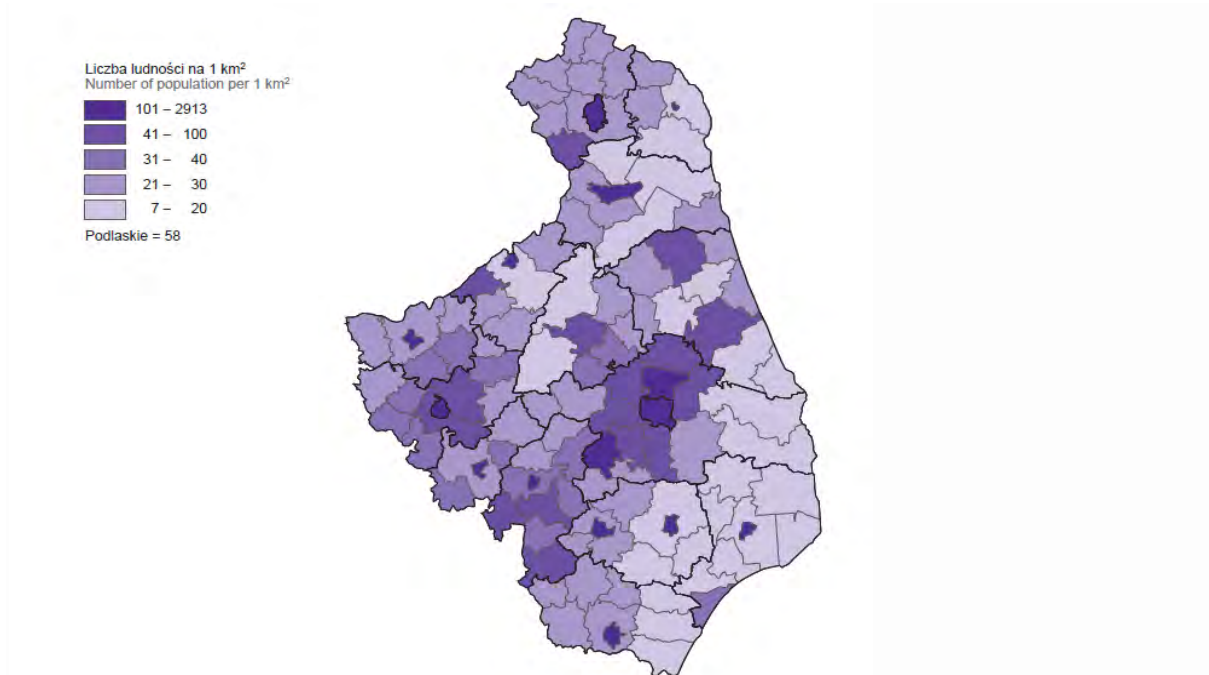 Liczba ludności na 1 km²
Number of population per 1 km²
101 – 2913
41 – 100
31 – 40
21 – 30
7 – 20
Podlaskie = 58